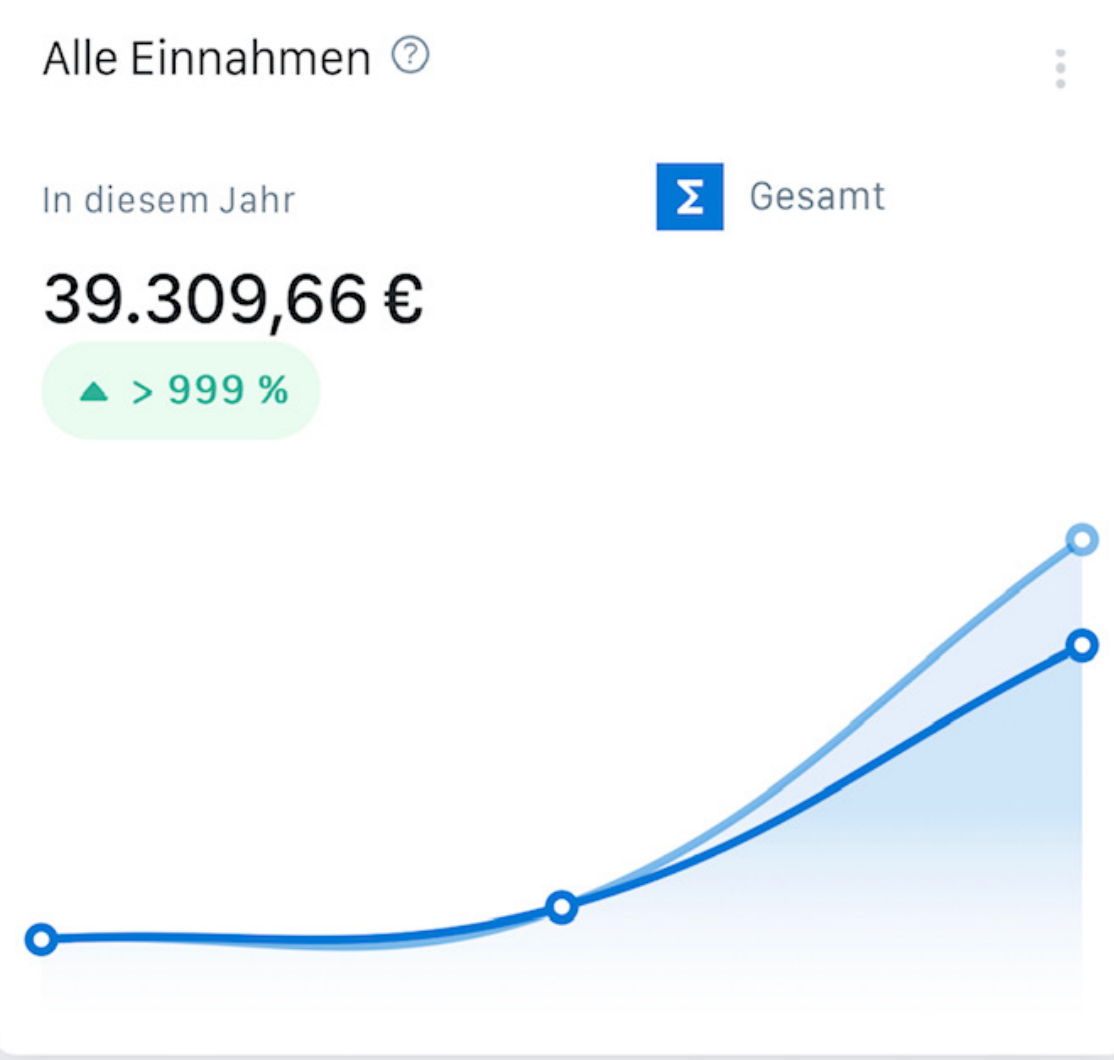 Alle Einnahmen ?
In diesem Jahr
Σ Gesamt
39.309,66 €
> 999 %